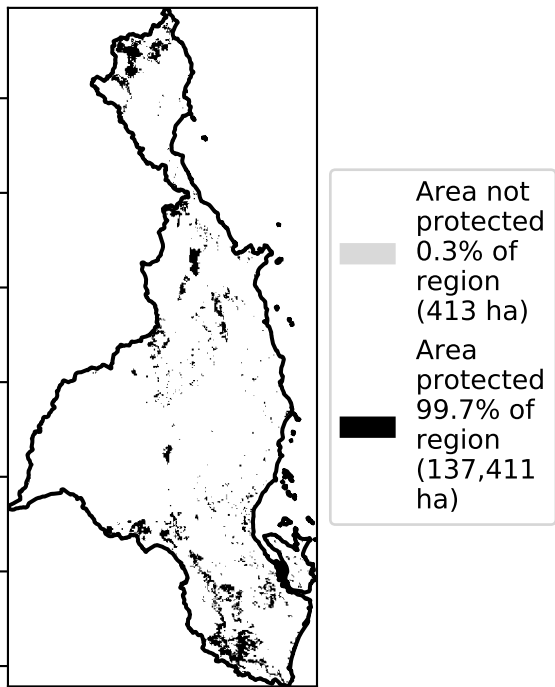 Area not
protected
0.3% of
region
(413 ha)
Area
protected
99.7% of
region
(137,411
ha)